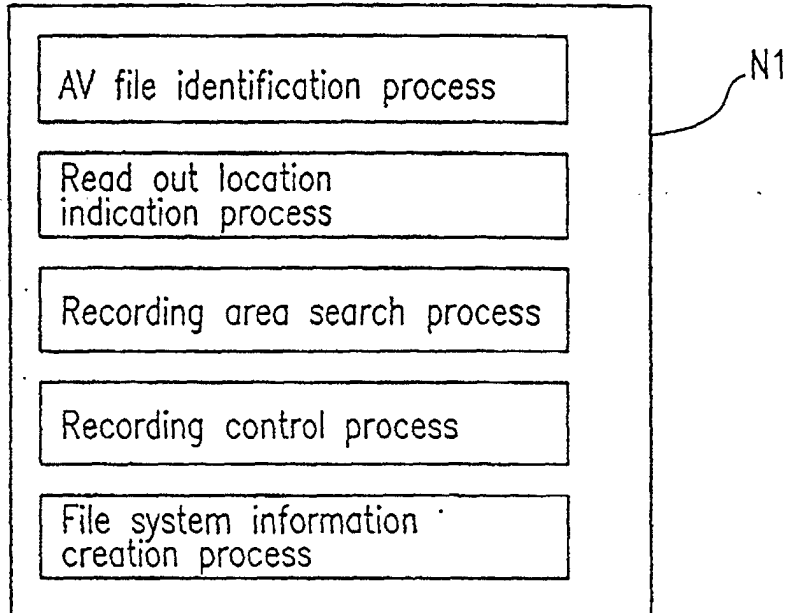 AV file identification process
N1
Read out location
indication process
Recording area search process
Recording control process
File system information
creation process